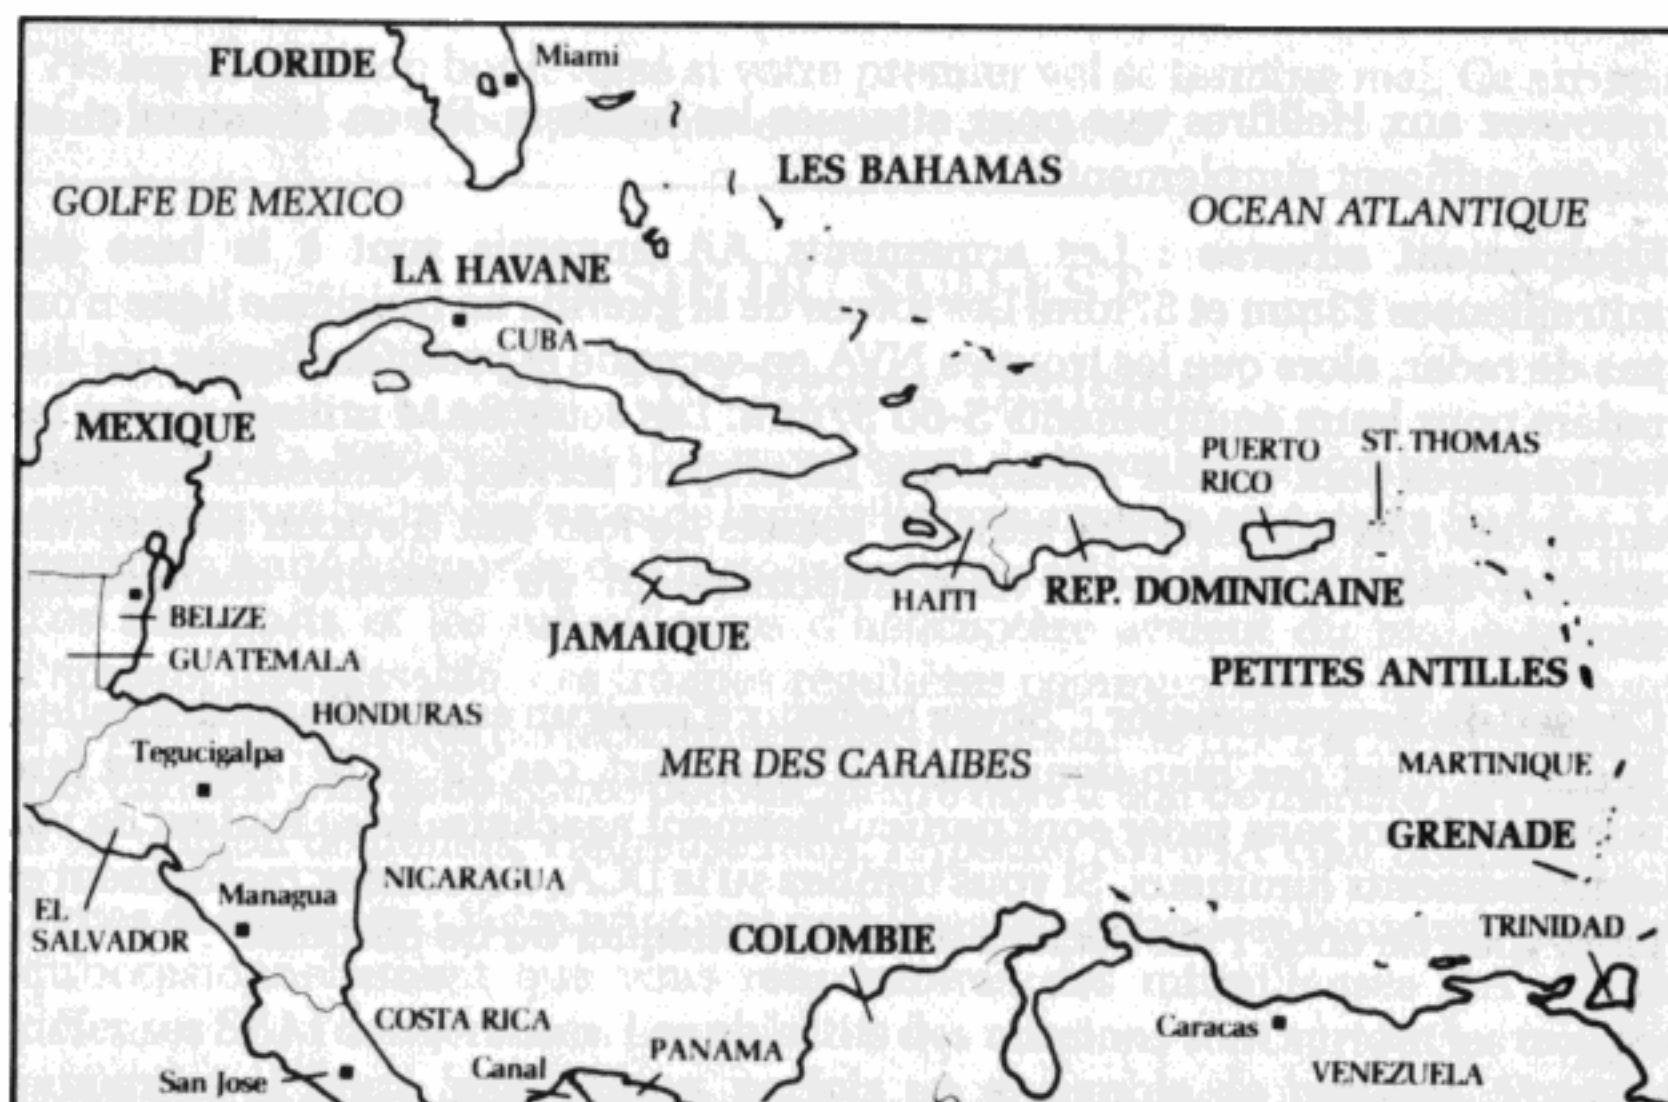 FLORIDE
Miami
LES BAHAMAS
GOLFE DE MEXICO
OCEAN ATLANTIQUE
LA HAVANE
CUBA
MEXIQUE
PUERTO
RICO
ST. THOMAS
BELIZE
GUATEMALA
JAMAIQUE
HAITI
REP. DOMINICAINE
PETITES ANTILLES
HONDURAS
Tegucigalpa
MER DES CARAIBES
MARTINIQUE
GRENADE
NICARAGUA
Managua
EL
SALVADOR
COLOMBIE
TRINIDAD
COSTA RICA
Caracas
PANAMA
Canal
San Jose
VENEZUELA